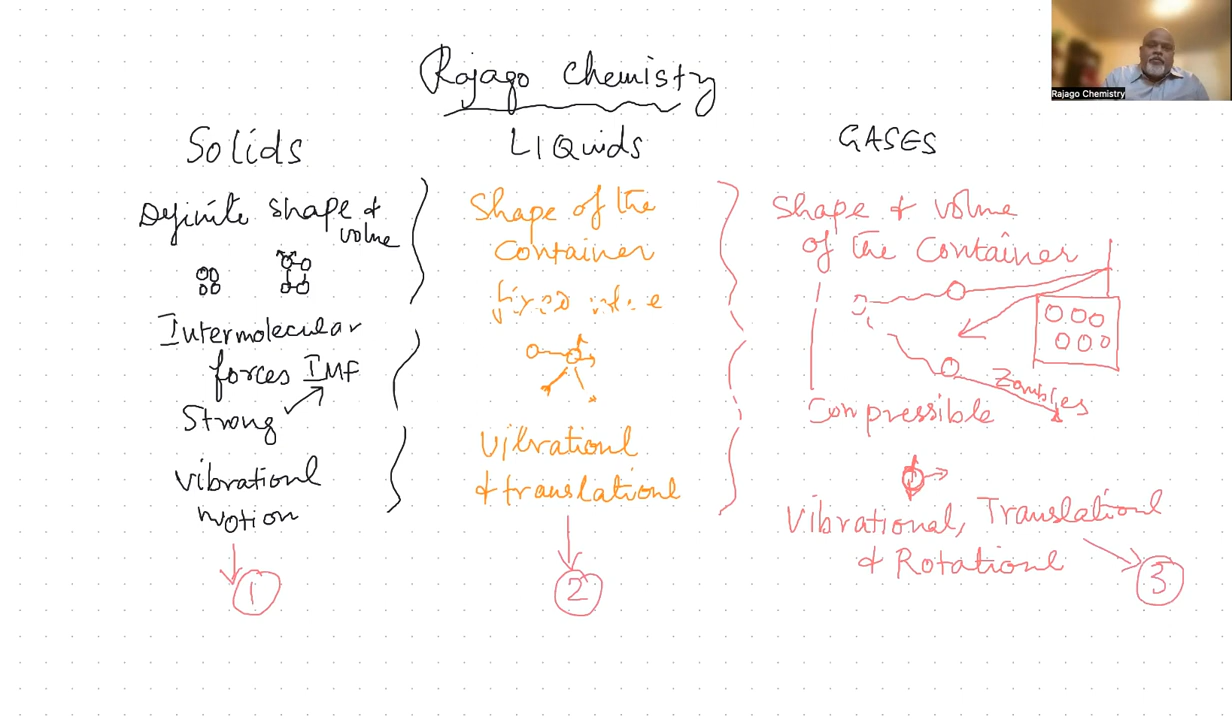 Rajago Chemistry
Rajago Chemistry
Solids
Definite shape &
volme
Intermolecular
forces IMF
Strong
Vibrationl
motion
1
LIQuids
Shape of the
Container
Vibrationl
& translationl
2
GASES
Shape & Volme
of the Container
Zombies
Compressible
Vibrational, Translationl
& Rotationl
3